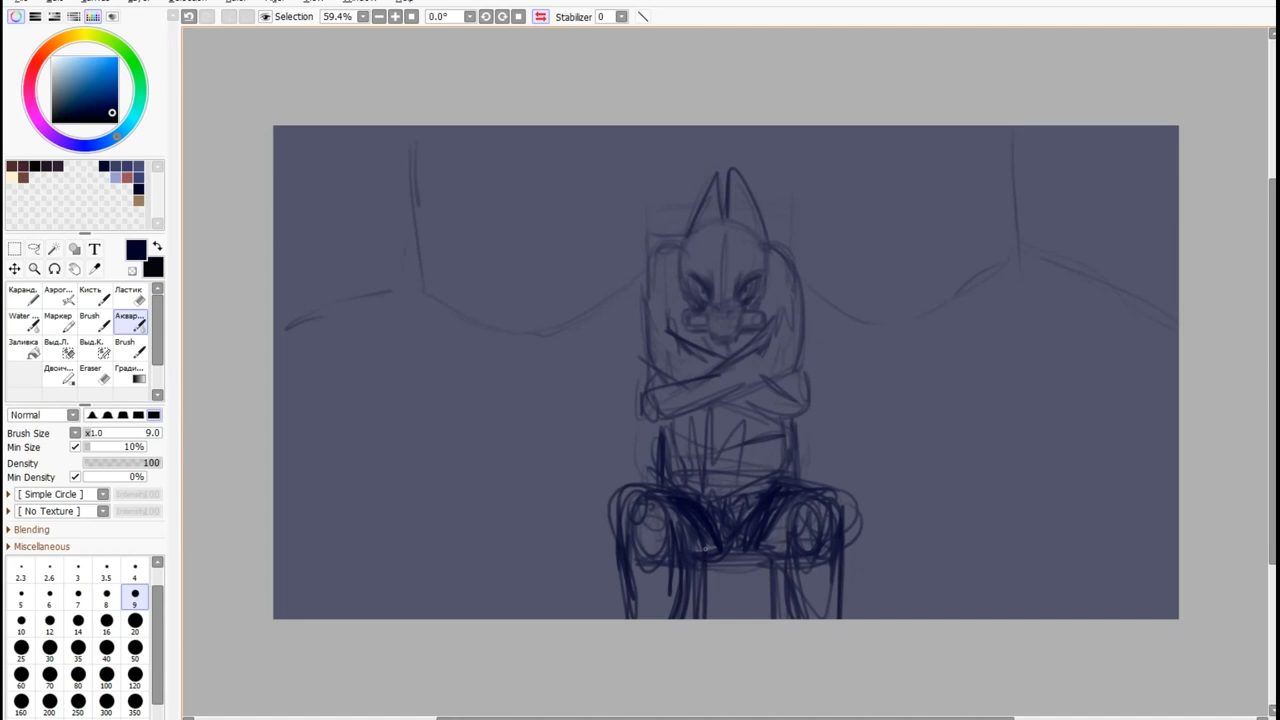 Selection 59.4% 0.0° Stabilizer 0
T
Каранд. Аэрог... Кисть Ластик
Water ... Маркер Brush Аквар...
Заливка Выд.Л. Выд.К. Brush
Двоич... Eraser Гради...
Normal
Brush Size x1.0 9.0
Min Size 10%
Density 100
Min Density 0%
[ Simple Circle ]
[ No Texture ]
Blending
Miscellaneous
2.3 2.6 3 3.5 4
5 6 7 8 9
10 12 14 16 20
25 30 35 40 50
60 70 80 100 120
160 200 250 300 350